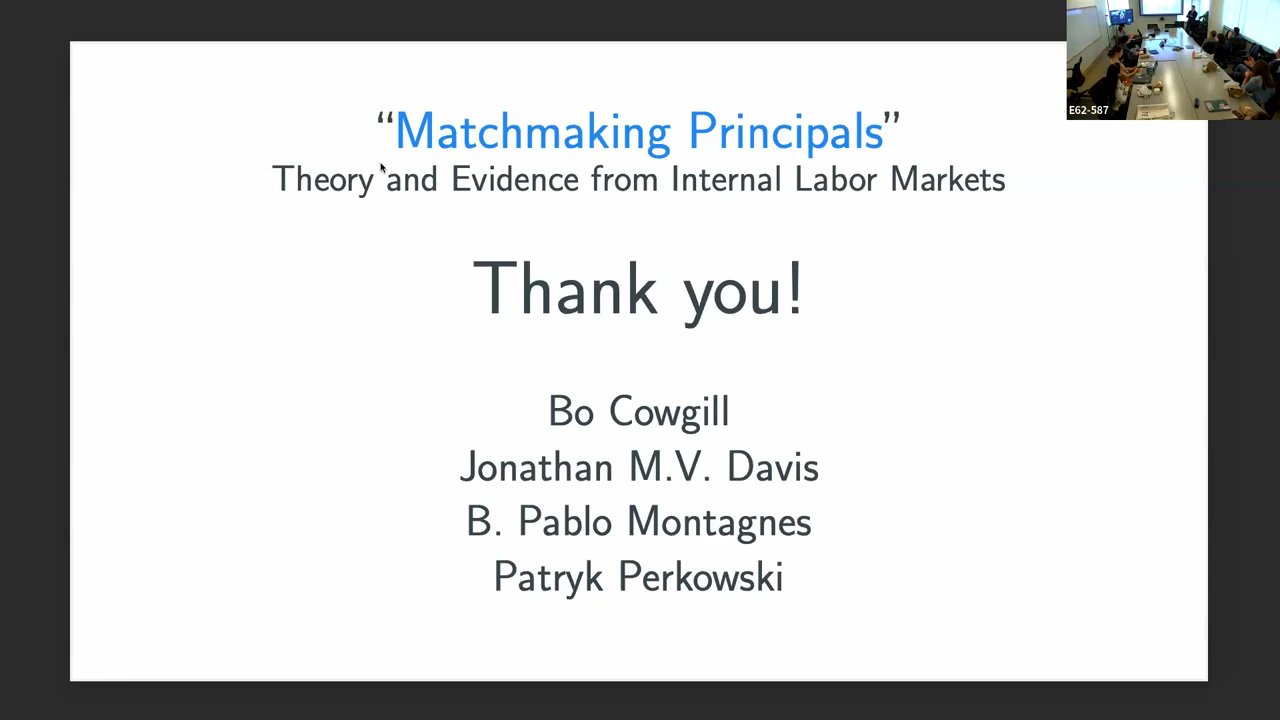 “Matchmaking Principals”
Theory and Evidence from Internal Labor Markets
Thank you!
Bo Cowgill
Jonathan M.V. Davis
B. Pablo Montagnes
Patryk Perkowski
E62-587